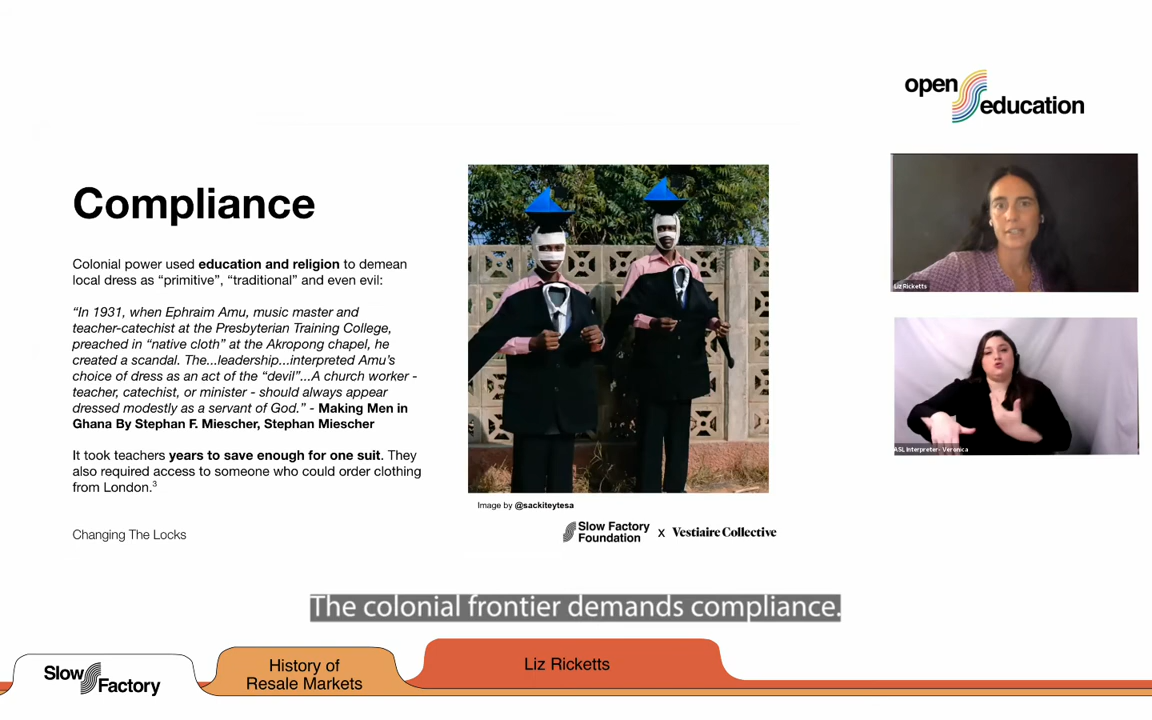 open
education
Compliance
Colonial power used education and religion to demean
local dress as “primitive”, “traditional” and even evil:
“In 1931, when Ephraim Amu, music master and
teacher-catechist at the Presbyterian Training College,
preached in “native cloth” at the Akropong chapel, he
created a scandal. The...leadership...interpreted Amu’s
choice of dress as an act of the “devil”...A church worker -
teacher, catechist, or minister - should always appear
dressed modestly as a servant of God.” - Making Men in
Ghana By Stephan F. Miescher, Stephan Miescher
It took teachers years to save enough for one suit. They
also required access to someone who could order clothing
from London.3
Changing The Locks
Image by @sackiteytesa
Slow Factory
Foundation x Vestiaire Collective
Liz Ricketts
ASL Interpreter- Veronica
The colonial frontier demands compliance.
Slow
Factory
History of
Resale Markets
Liz Ricketts